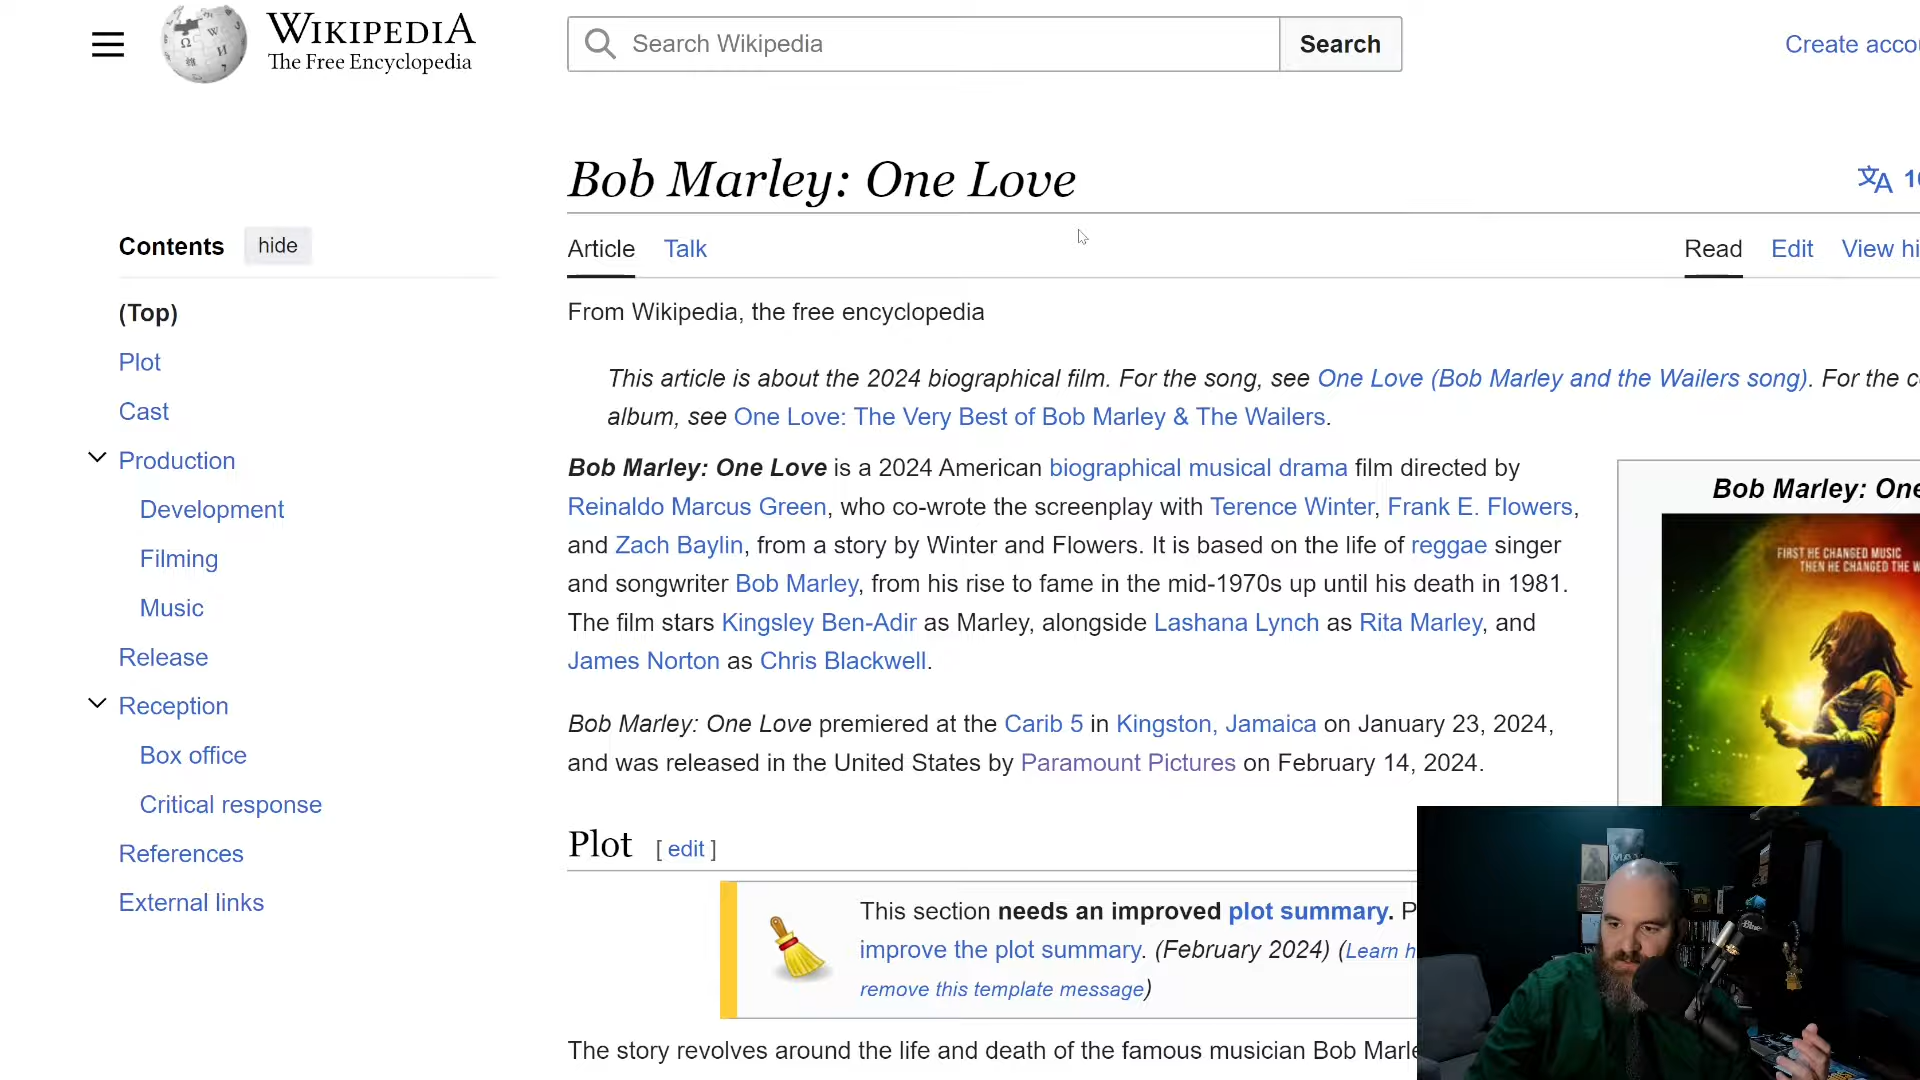 WIKIPEDIA
The Free Encyclopedia
Search Wikipedia
Search
Create acco
Bob Marley: One Love
Contents
hide
Article
Talk
Read
Edit
View hi
(Top)
Plot
Cast
Production
Development
Filming
Music
Release
Reception
Box office
Critical response
References
External links
From Wikipedia, the free encyclopedia
This article is about the 2024 biographical film. For the song, see One Love (Bob Marley and the Wailers song). For the c
album, see One Love: The Very Best of Bob Marley & The Wailers.
Bob Marley: One Love is a 2024 American biographical musical drama film directed by
Reinaldo Marcus Green, who co-wrote the screenplay with Terence Winter, Frank E. Flowers,
and Zach Baylin, from a story by Winter and Flowers. It is based on the life of reggae singer
and songwriter Bob Marley, from his rise to fame in the mid-1970s up until his death in 1981.
The film stars Kingsley Ben-Adir as Marley, alongside Lashana Lynch as Rita Marley, and
James Norton as Chris Blackwell.
Bob Marley: One Love premiered at the Carib 5 in Kingston, Jamaica on January 23, 2024,
and was released in the United States by Paramount Pictures on February 14, 2024.
Bob Marley: One
FIRST HE CHANGED MUSIC
THEN HE CHANGED THE W
Plot [ edit ]
This section needs an improved plot summary. P
improve the plot summary. (February 2024) (Learn h
remove this template message)
The story revolves around the life and death of the famous musician Bob Marle
Blue